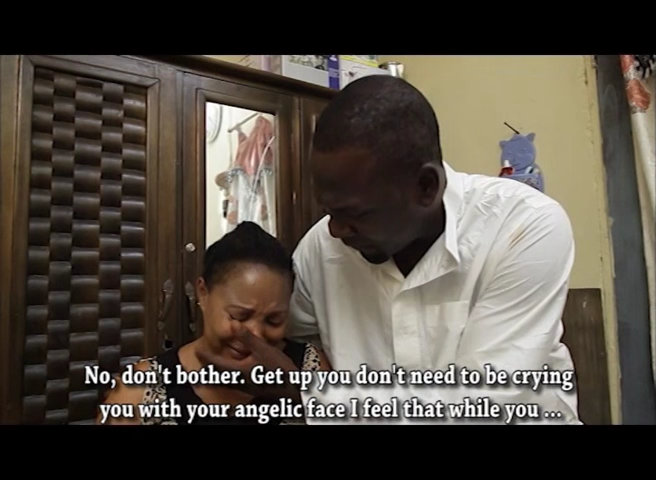 No, don't bother. Get up you don't need to be crying
you with your angelic face I feel that while you ...